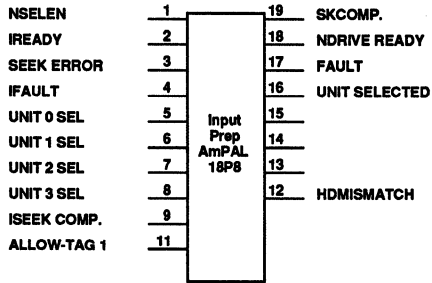 NSELEN 1 19 SKCOMP.
IREADY 2 18 NDRIVE READY
SEEK ERROR 3 17 FAULT
IFAULT 4 16 UNIT SELECTED
UNIT 0 SEL 5 15
Input
UNIT 1 SEL 6 Prep 14
AmPAL
UNIT 2 SEL 7 18P8 13
UNIT 3 SEL 8 12 HDMISMATCH
ISEEK COMP. 9
ALLOW-TAG 1 11